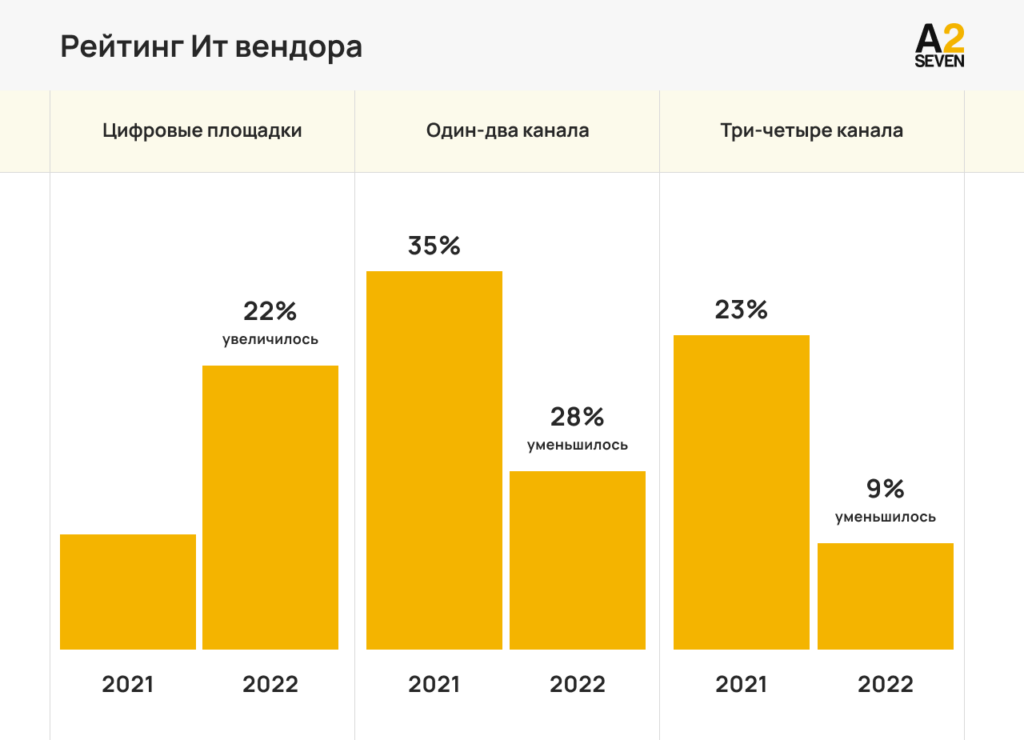 Рейтинг Ит вендора
A2
SEVEN
Цифровые площадки
Один-два канала
Три-четыре канала
22%
увеличилось
2021
2022
35%
28%
уменьшилось
2021
2022
23%
9%
уменьшилось
2021
2022